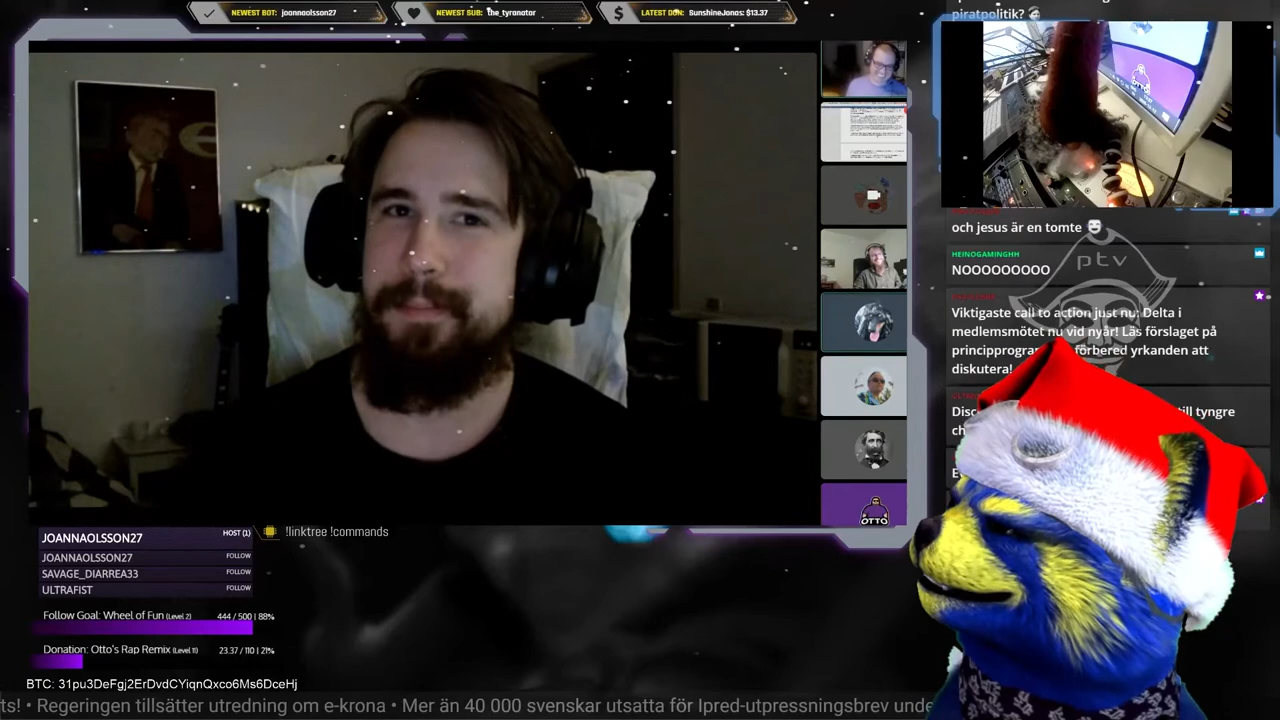 NEWEST BOT: joannaolsson27
NEWEST SUB: the_tyranator
LATEST DON: SunshineJonas: $13.37
piratpolitik?
och jesus är en tomte
HEINOGAMINGHH
NOOOOOOOOO
ptv
Viktigaste call to action just nu: Delta i
medlemsmötet nu vid nyår! Läs förslaget på
förbered yrkanden att
diskutera!
till tyngre
OTTO
JOANNAOLSSON27 HOST (1)
JOANNAOLSSON27 FOLLOW
SAVAGE_DIARREA33 FOLLOW
ULTRAFIST FOLLOW
!linktree !commands
Follow Goal: Wheel of Fun (Level 2) 444 / 500 | 88%
Donation: Otto's Rap Remix (Level 1) 23.37 / 110 | 21%
BTC: 31pu3DeFgj2ErDvdCYiqnQxco6Ms6DceHj
ts! • Regeringen tillsätter utredning om e-krona • Mer än 40 000 svenskar utsatta för Ipred-utpressningsbrev unde